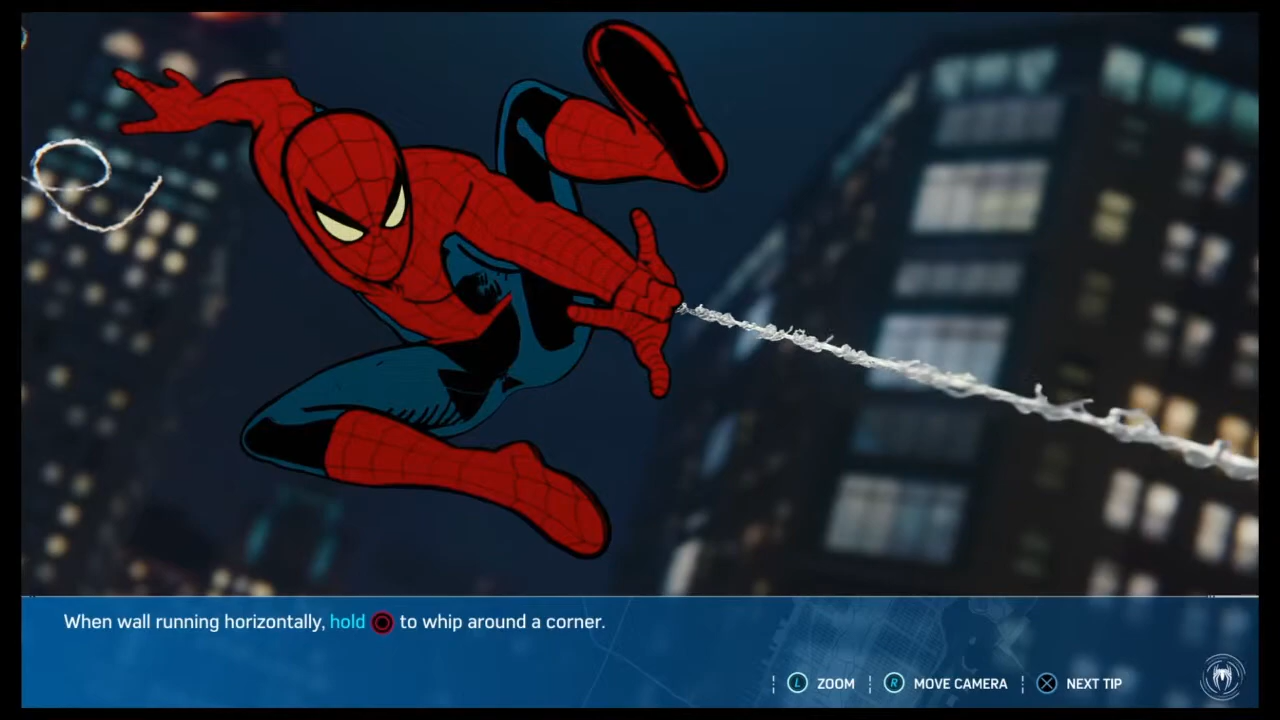 When wall running horizontally, hold to whip around a corner.
L ZOOM R MOVE CAMERA NEXT TIP